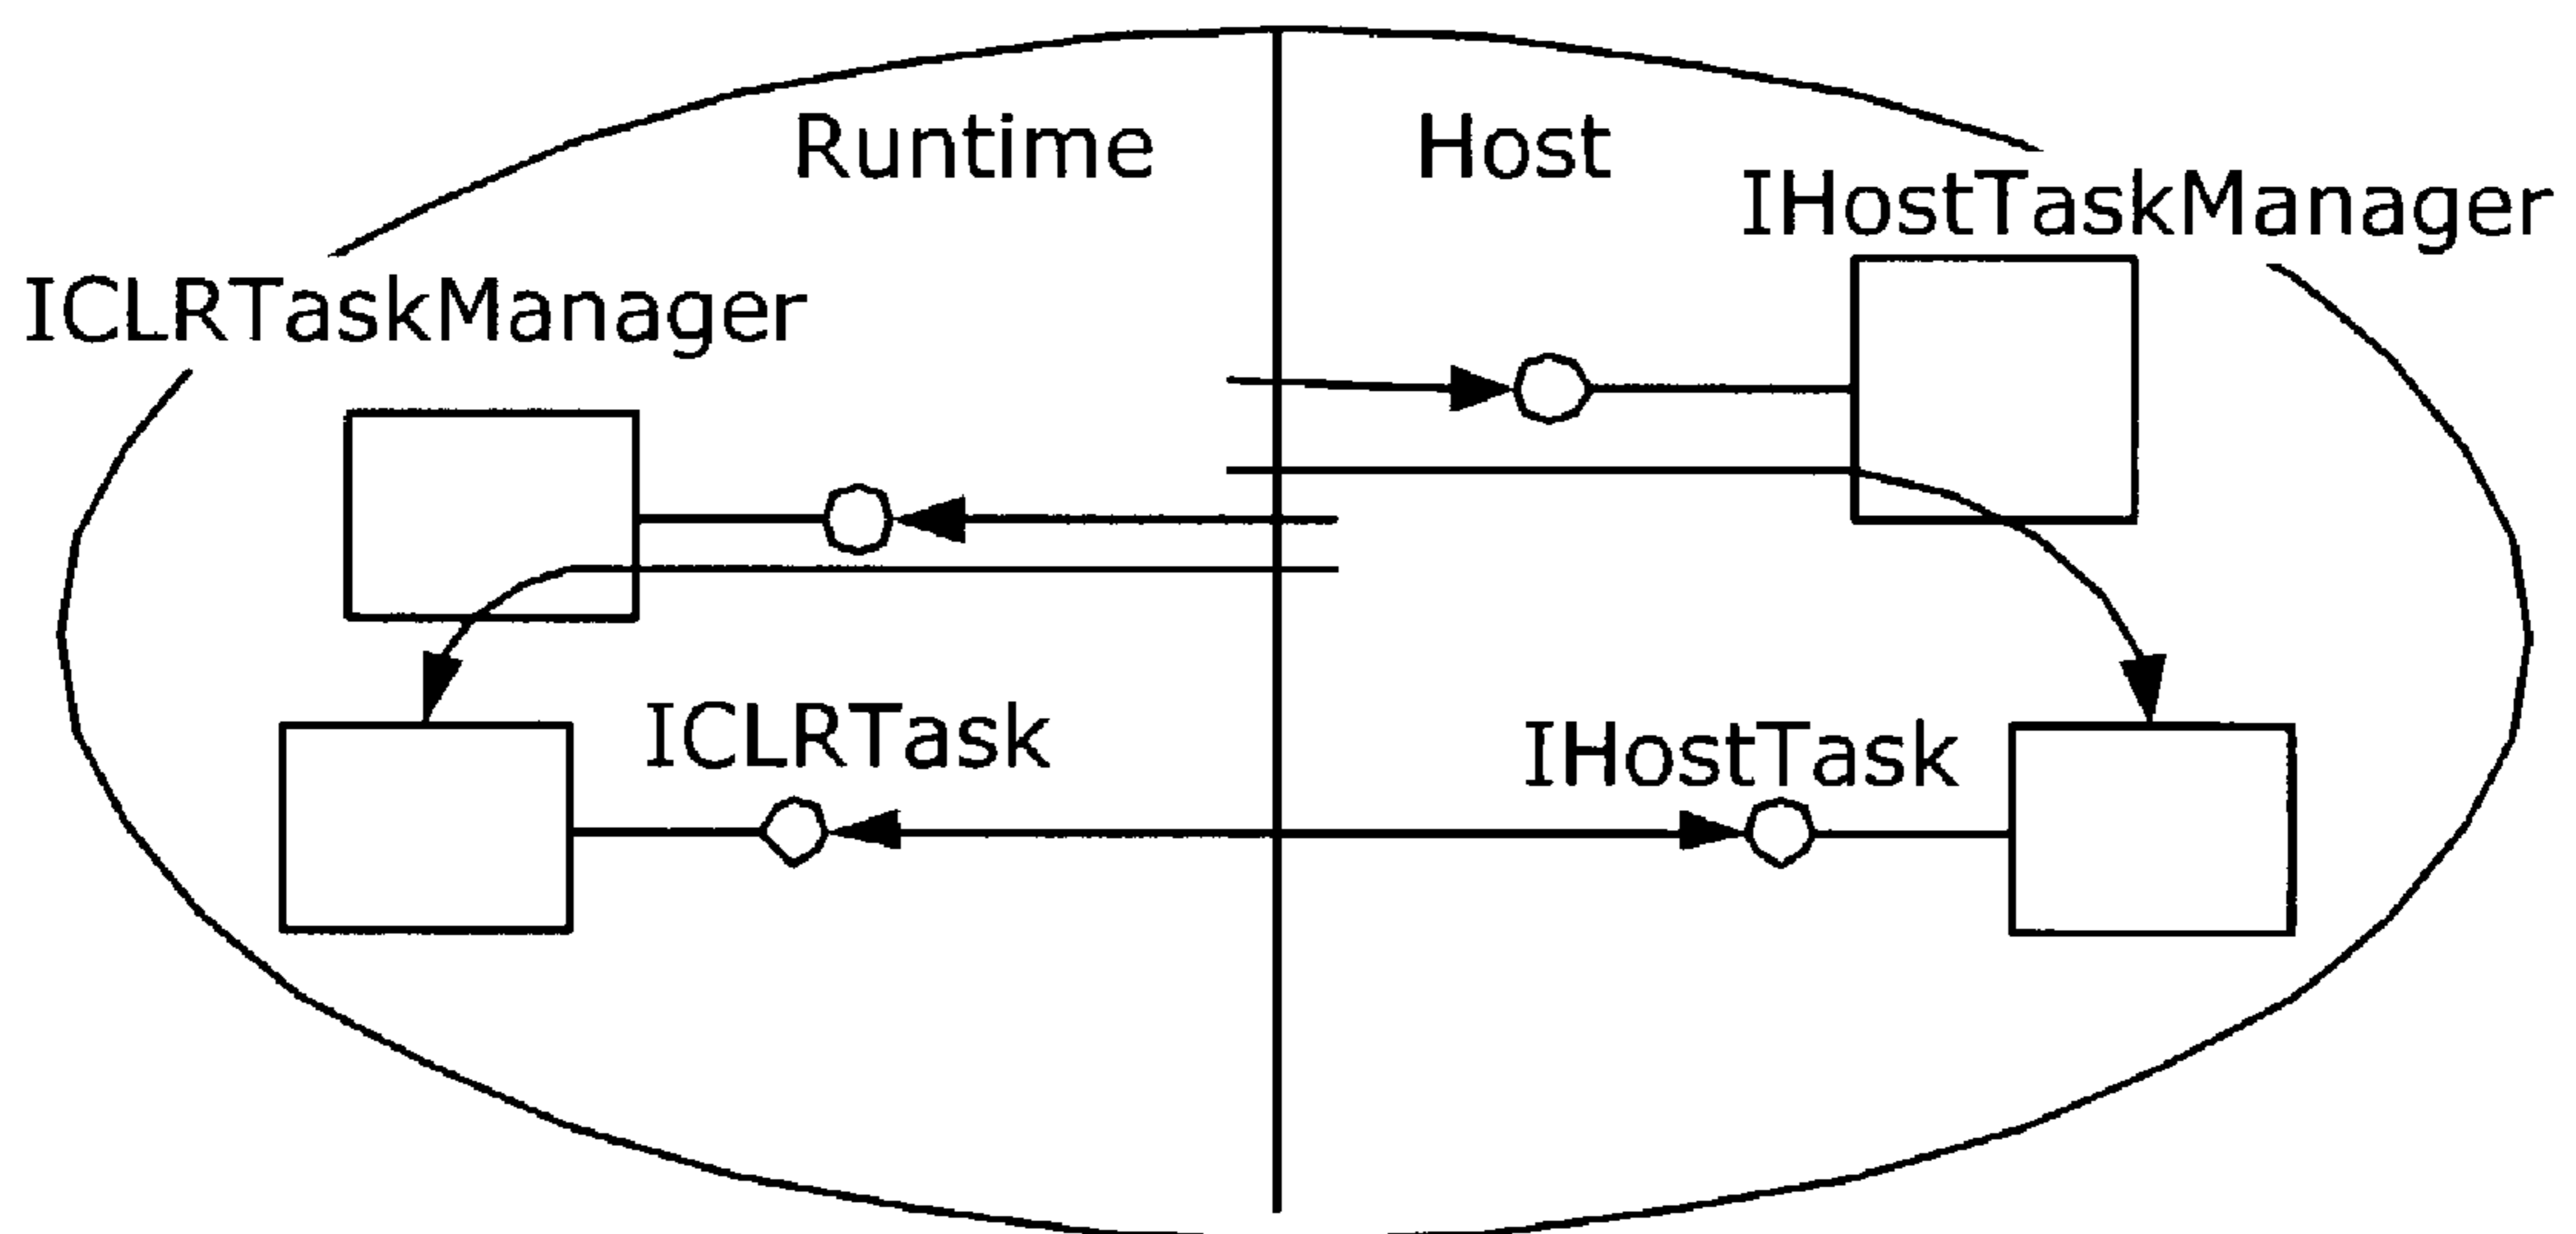 Runtime
Host
IHostTaskManager
ICLRTaskManager
ICLRTask
IHostTask